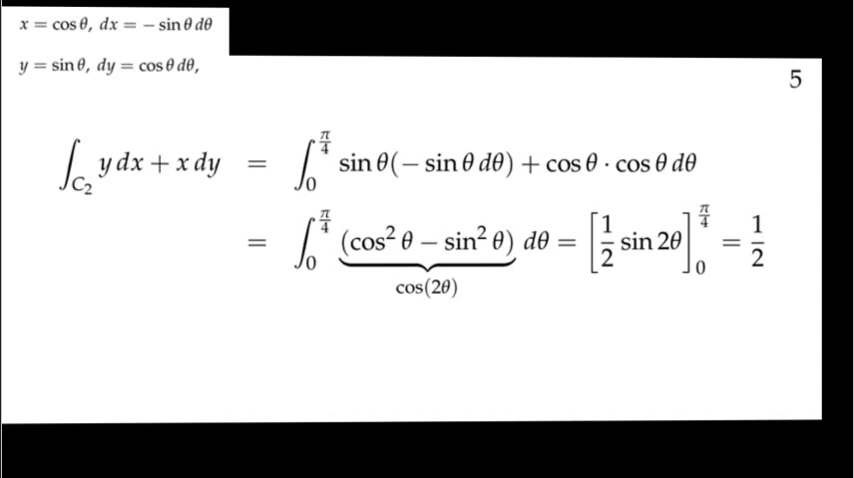 x = cos θ, dx = − sin θ dθ
y = sin θ, dy = cos θ dθ,
5
∫_{C₂} y dx + x dy = ∫_0^{π/4} sin θ(− sin θ dθ) + cos θ · cos θ dθ
= ∫_0^{π/4} (cos² θ − sin² θ) dθ = [1/2 sin 2θ]_0^{π/4} = 1/2
cos(2θ)